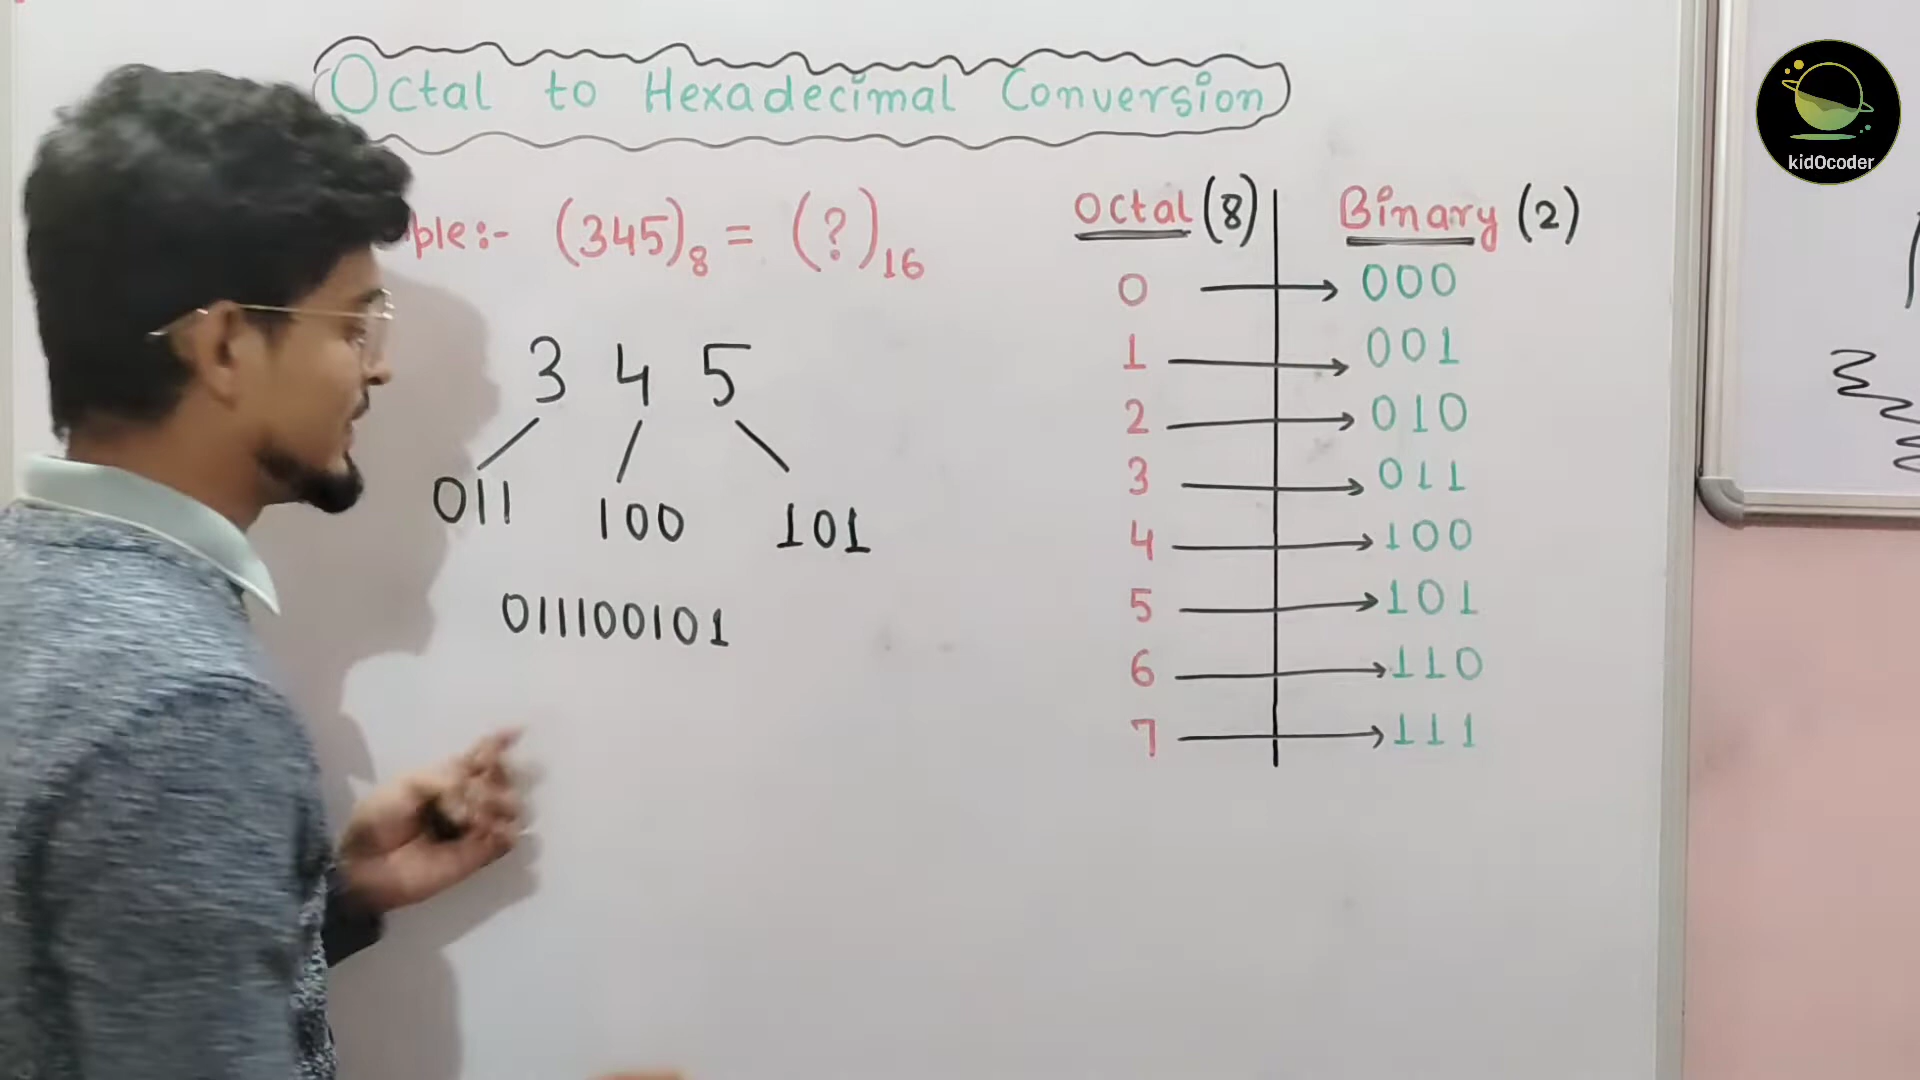 Octal to Hexadecimal Conversion
kidOcoder
ple:- (345)8 = (?)16
3 4 5
011 100 101
011100101
Octal (8) Binary (2)
0 → 000
1 → 001
2 → 010
3 → 011
4 → 100
5 → 101
6 → 110
7 → 111